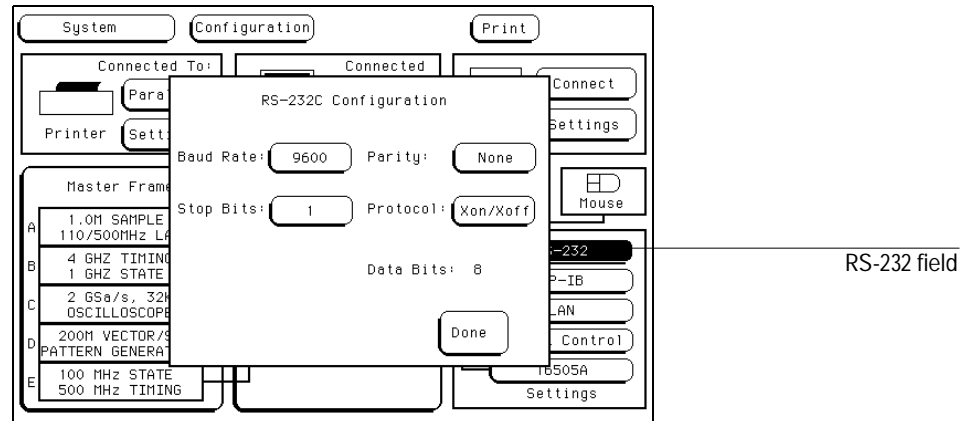 System Configuration Print
Connected To:
Para
Printer Sett
Connected
Connect
Settings
RS-232C Configuration
Baud Rate: 9600 Parity: None
Stop Bits: 1 Protocol: Xon/Xoff
Data Bits: 8
Done
Master Frame
A 1.0M SAMPLE
110/500MHz LA
B 4 GHZ TIMING
1 GHZ STATE
C 2 GSa/s, 32K
OSCILLOSCOPE
D 200M VECTOR/S
PATTERN GENERAT
E 100 MHz STATE
500 MHz TIMING
Mouse
S-232
P-IB
LAN
Control
16505A
Settings
RS-232 field